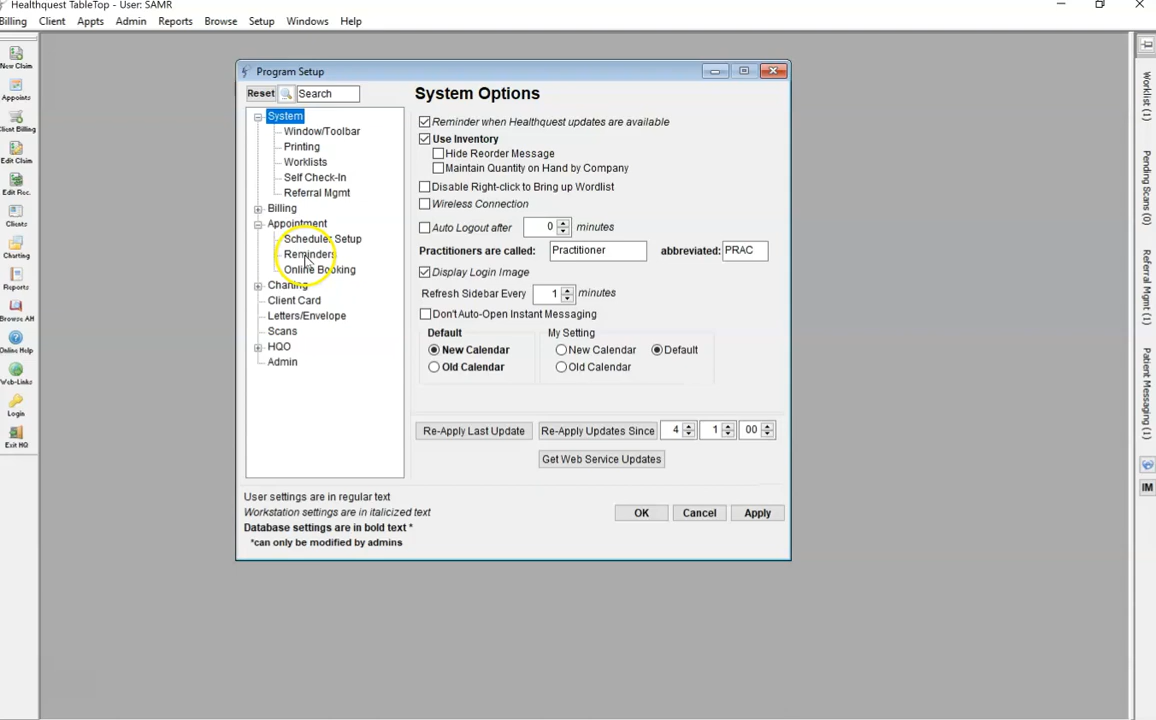 Healthquest TableTop - User: SAMR
Billing Client Appts Admin Reports Browse Setup Windows Help
New Claim
Appoints
Client Billing
Edit Claim
Edit Rec.
Clients
Charting
Reports
Browse AH
Online Help
Web-Links
Login
Exit HQ
Program Setup
Reset Search
System
Window/Toolbar
Printing
Worklists
Self Check-In
Referral Mgmt
Billing
Appointment
Scheduler Setup
Reminders
Online Booking
Charting
Client Card
Letters/Envelope
Scans
HQO
Admin
System Options
Reminder when Healthquest updates are available
Use Inventory
Hide Reorder Message
Maintain Quantity on Hand by Company
Disable Right-click to Bring up Wordlist
Wireless Connection
Auto Logout after 0 minutes
Practitioners are called: Practitioner abbreviated: PRAC
Display Login Image
Refresh Sidebar Every 1 minutes
Don't Auto-Open Instant Messaging
Default My Setting
New Calendar New Calendar Default
Old Calendar Old Calendar
Re-Apply Last Update Re-Apply Updates Since 4 1 00
Get Web Service Updates
User settings are in regular text
Workstation settings are in italicized text
Database settings are in bold text *
*can only be modified by admins
OK Cancel Apply
Worklist (1)
Pending Scans (0)
Referral Mgmt (1)
Patient Messaging (1)
IM